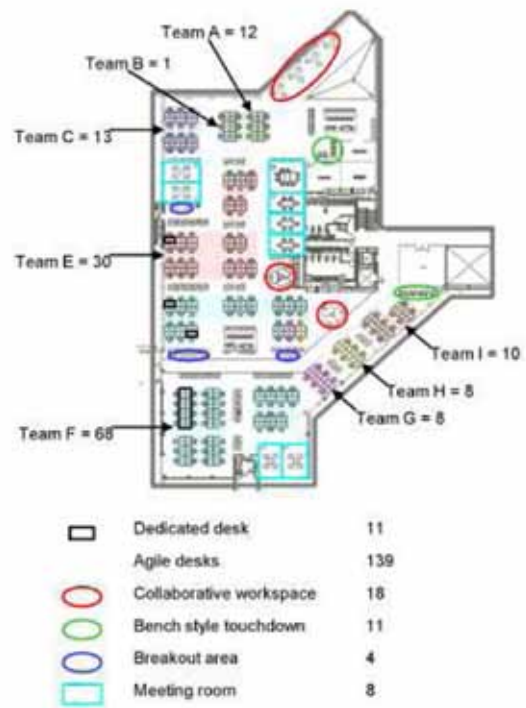 Team A = 12
Team B = 1
Team C = 13
Team E = 30
Team I = 10
Team H = 8
Team G = 8
Team F = 68
Dedicated desk 11
Agile desks 139
Collaborative workspace 18
Bench style touchdown 11
Breakout area 4
Meeting room 8